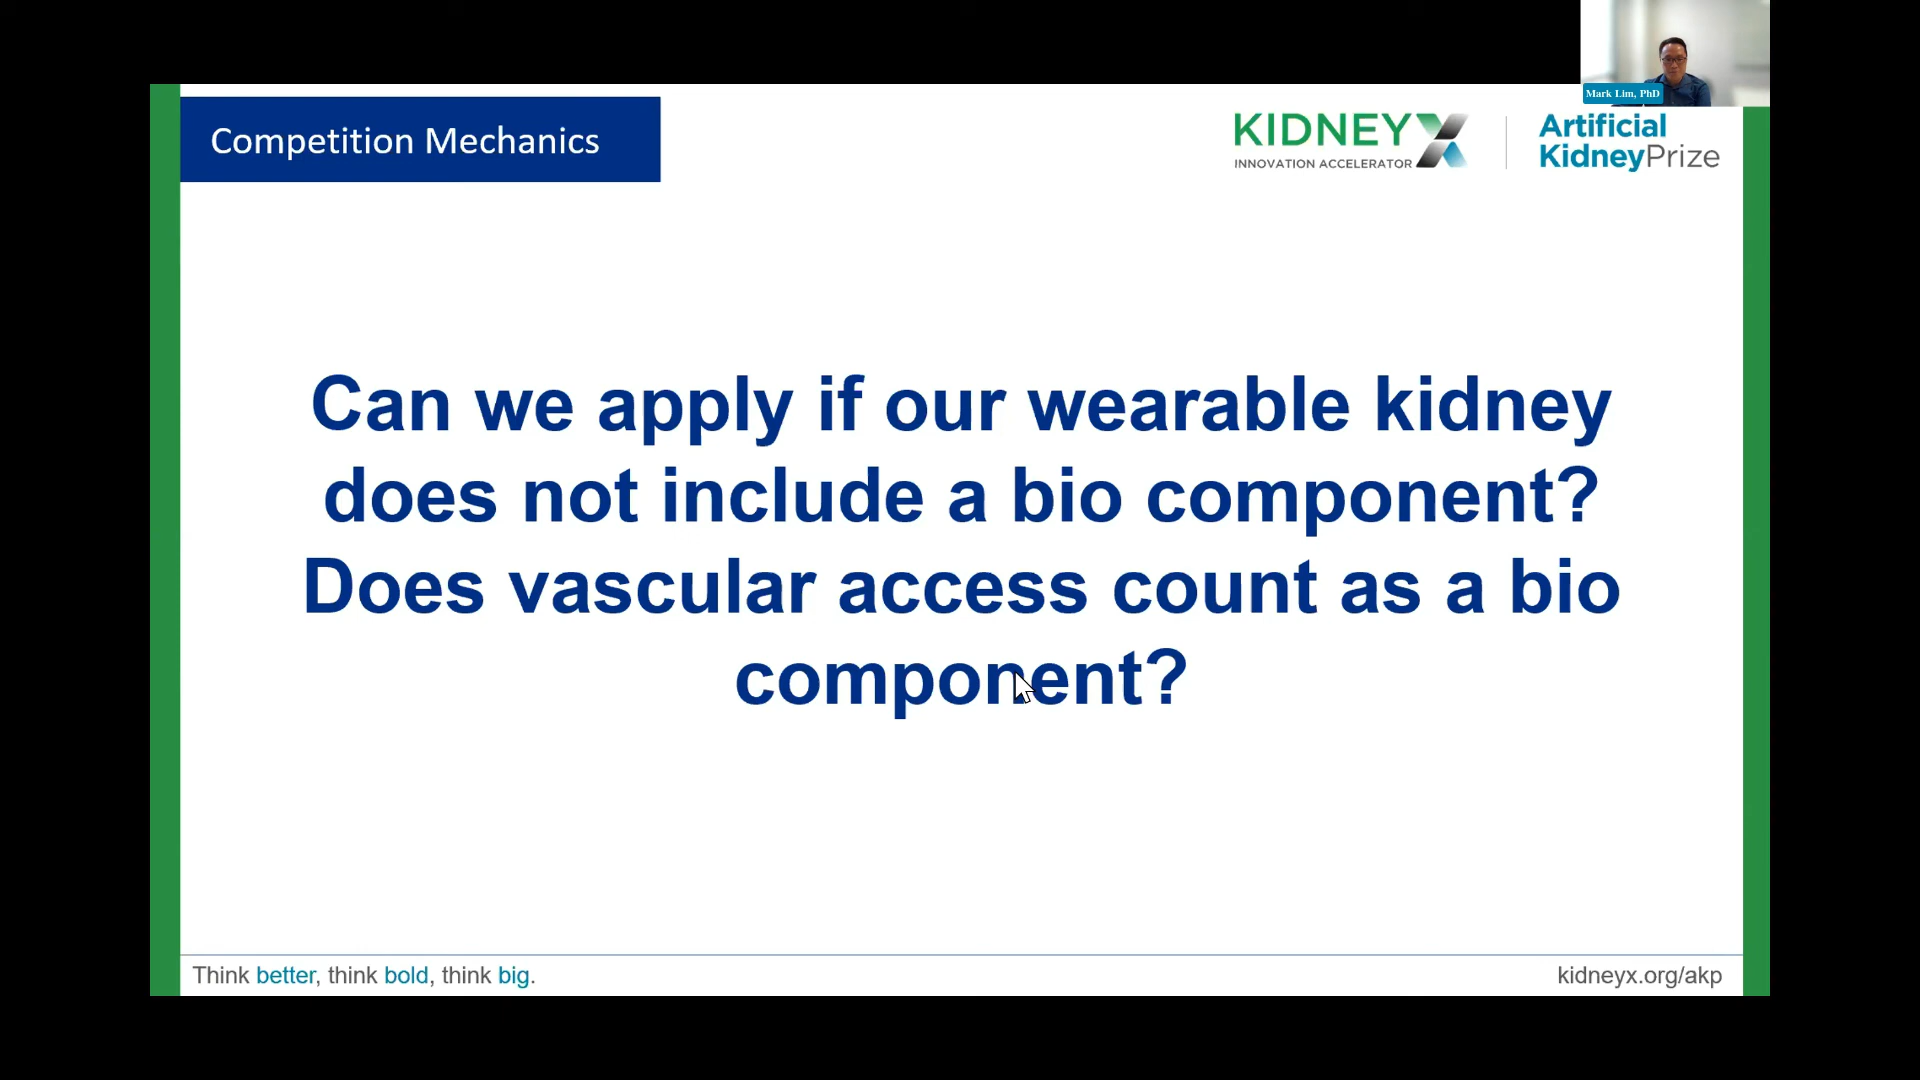 Mark Lim, PhD
Competition Mechanics
KIDNEYX
INNOVATION ACCELERATOR
Artificial
KidneyPrize
Can we apply if our wearable kidney
does not include a bio component?
Does vascular access count as a bio
component?
Think better, think bold, think big.
kidneyx.org/akp